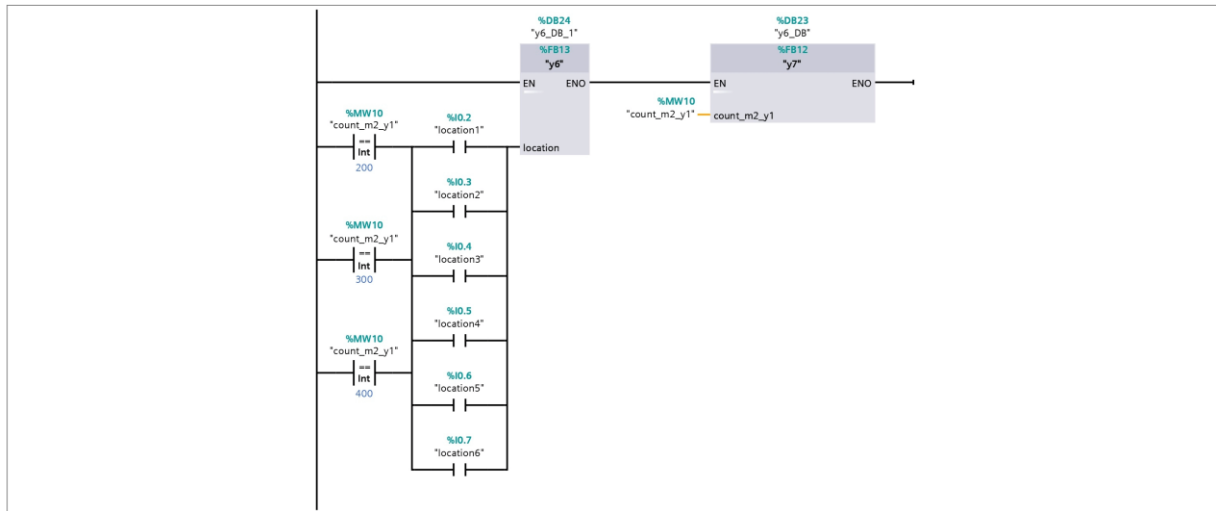 %DB24
"y6_DB_1"
%FB13
"y6"
EN ENO
location
%DB23
"y6_DB"
%FB12
"y7"
EN ENO
%MW10
"count_m2_y1"
count_m2_y1
%MW10
"count_m2_y1"
==
Int
200
%I0.2
"location1"
%I0.3
"location2"
%MW10
"count_m2_y1"
==
Int
300
%I0.4
"location3"
%I0.5
"location4"
%MW10
"count_m2_y1"
==
Int
400
%I0.6
"location5"
%I0.7
"location6"